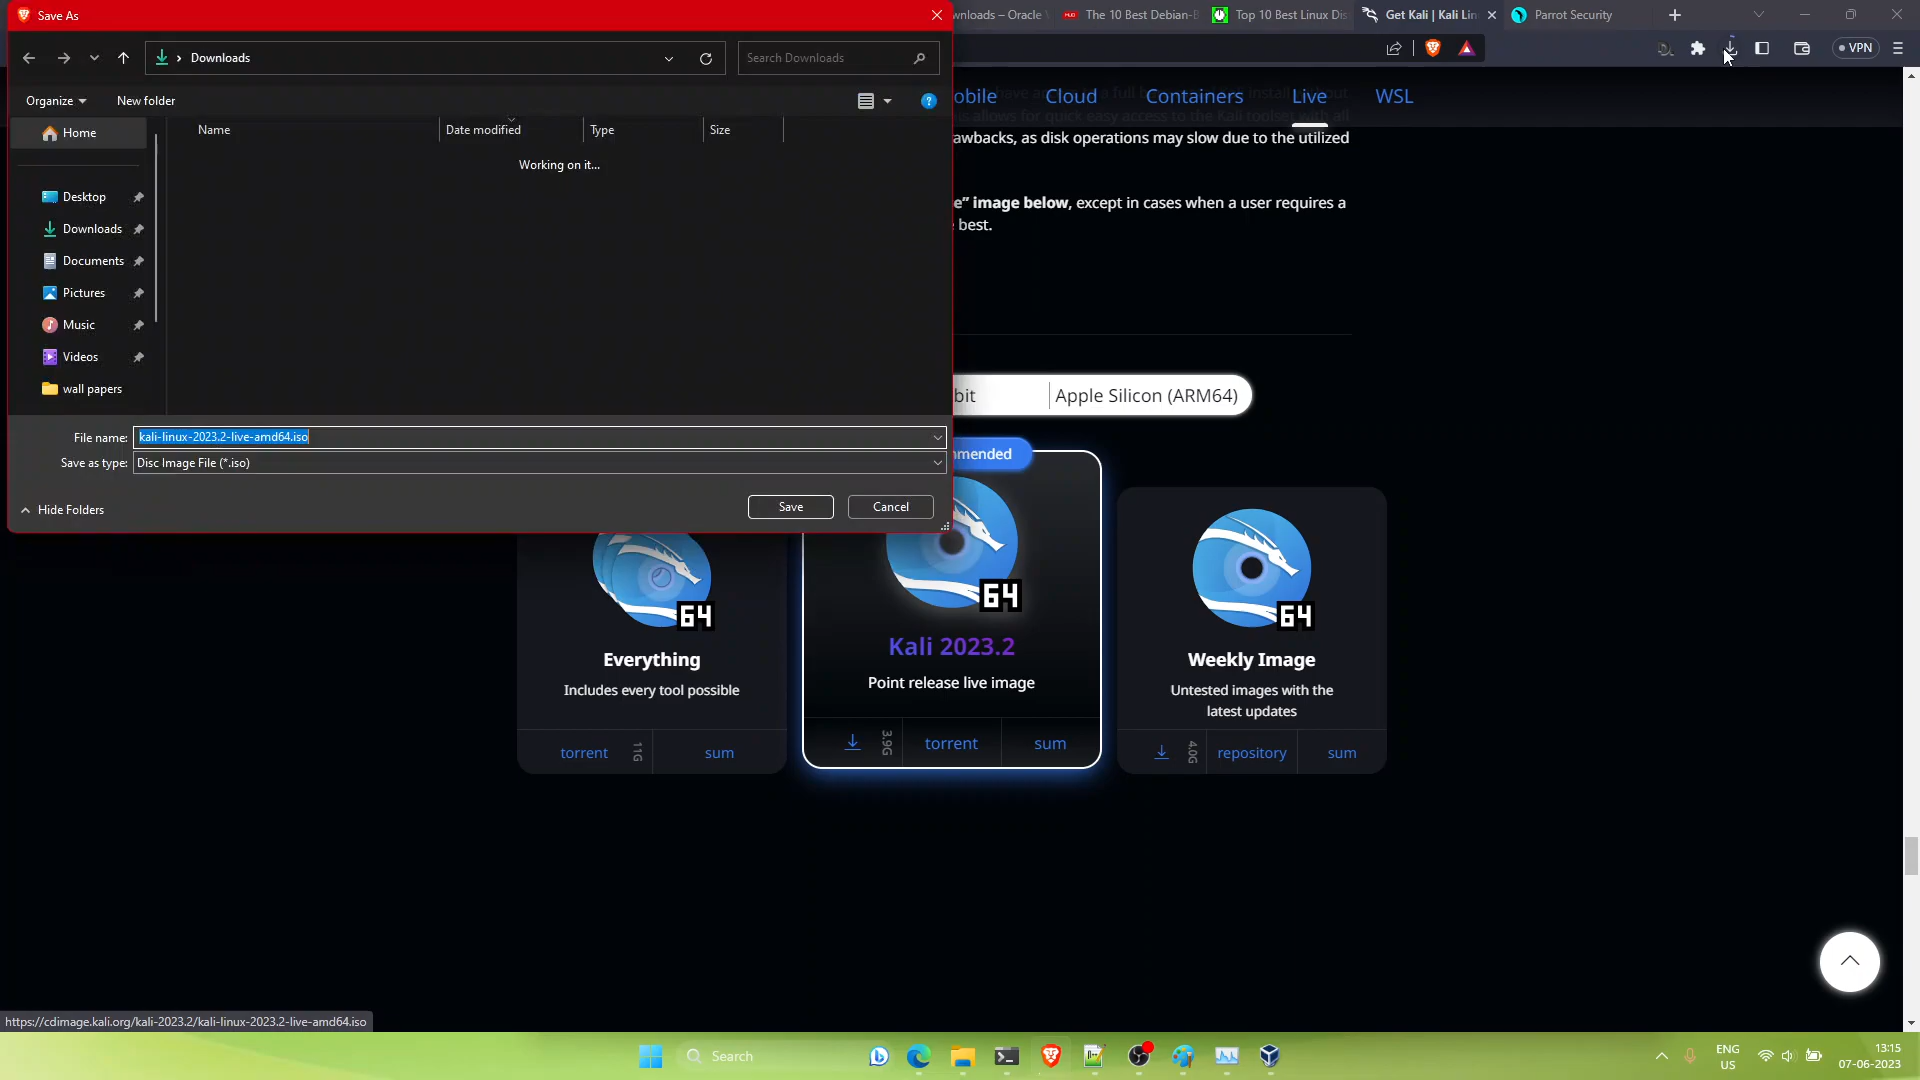 Save As
wnloads – Oracle V
The 10 Best Debian-B
Top 10 Best Linux Dis
Get Kali | Kali Lin
Parrot Security
Downloads
Search Downloads
VPN
Organize
New folder
Home
Name
Date modified
Type
Size
Working on it...
Desktop
Downloads
Documents
Pictures
Music
Videos
wall papers
File name:
kali-linux-2023.2-live-amd64.iso
Save as type:
Disc Image File (*.iso)
Hide Folders
Save
Cancel
obile
Cloud
Containers
Live
WSL
awbacks, as disk operations may slow due to the utilized
e” image below, except in cases when a user requires a
best.
bit
Apple Silicon (ARM64)
mmended
64
Everything
Includes every tool possible
torrent
11G
sum
64
Kali 2023.2
Point release live image
3.9G
torrent
sum
64
Weekly Image
Untested images with the
latest updates
4.0G
repository
sum
https://cdimage.kali.org/kali-2023.2/kali-linux-2023.2-live-amd64.iso
Search
ENG
US
13:15
07-06-2023